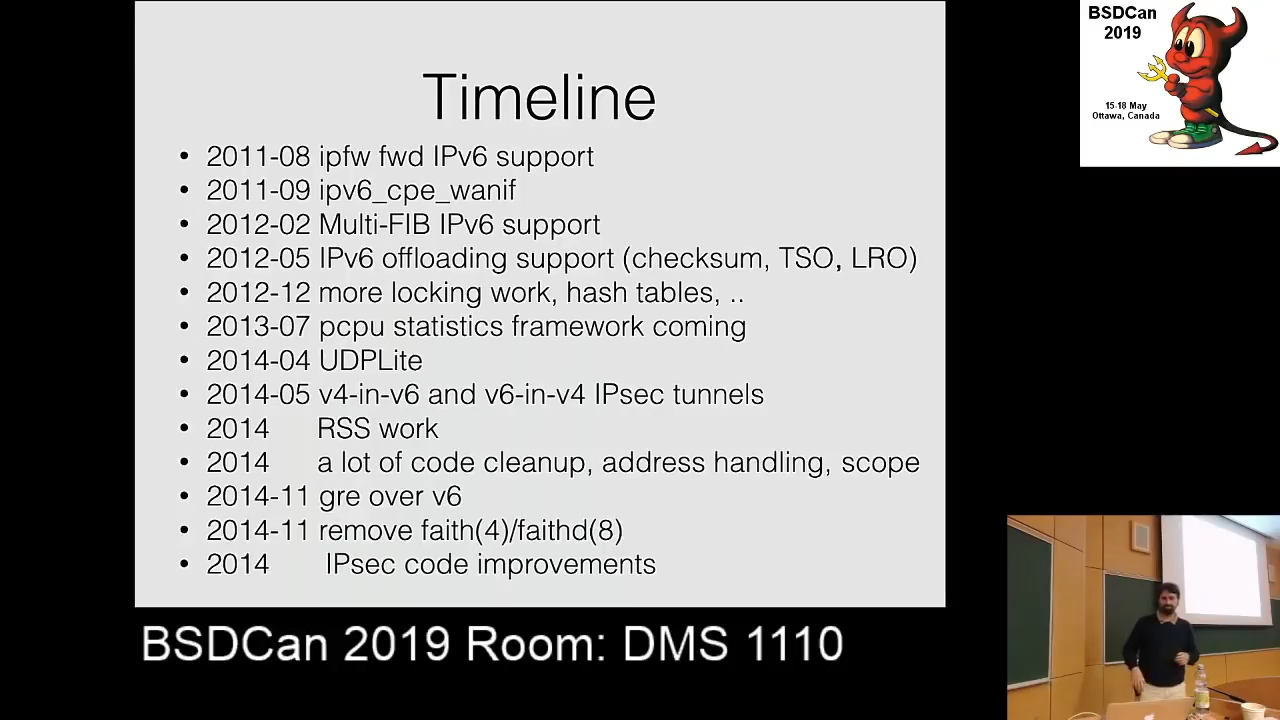 Timeline
• 2011-08 ipfw fwd IPv6 support
• 2011-09 ipv6_cpe_wanif
• 2012-02 Multi-FIB IPv6 support
• 2012-05 IPv6 offloading support (checksum, TSO, LRO)
• 2012-12 more locking work, hash tables, ..
• 2013-07 pcpu statistics framework coming
• 2014-04 UDPLite
• 2014-05 v4-in-v6 and v6-in-v4 IPsec tunnels
• 2014 RSS work
• 2014 a lot of code cleanup, address handling, scope
• 2014-11 gre over v6
• 2014-11 remove faith(4)/faithd(8)
• 2014 IPsec code improvements
BSDCan 2019 Room: DMS 1110
BSDCan
2019
15-18 May
Ottawa, Canada